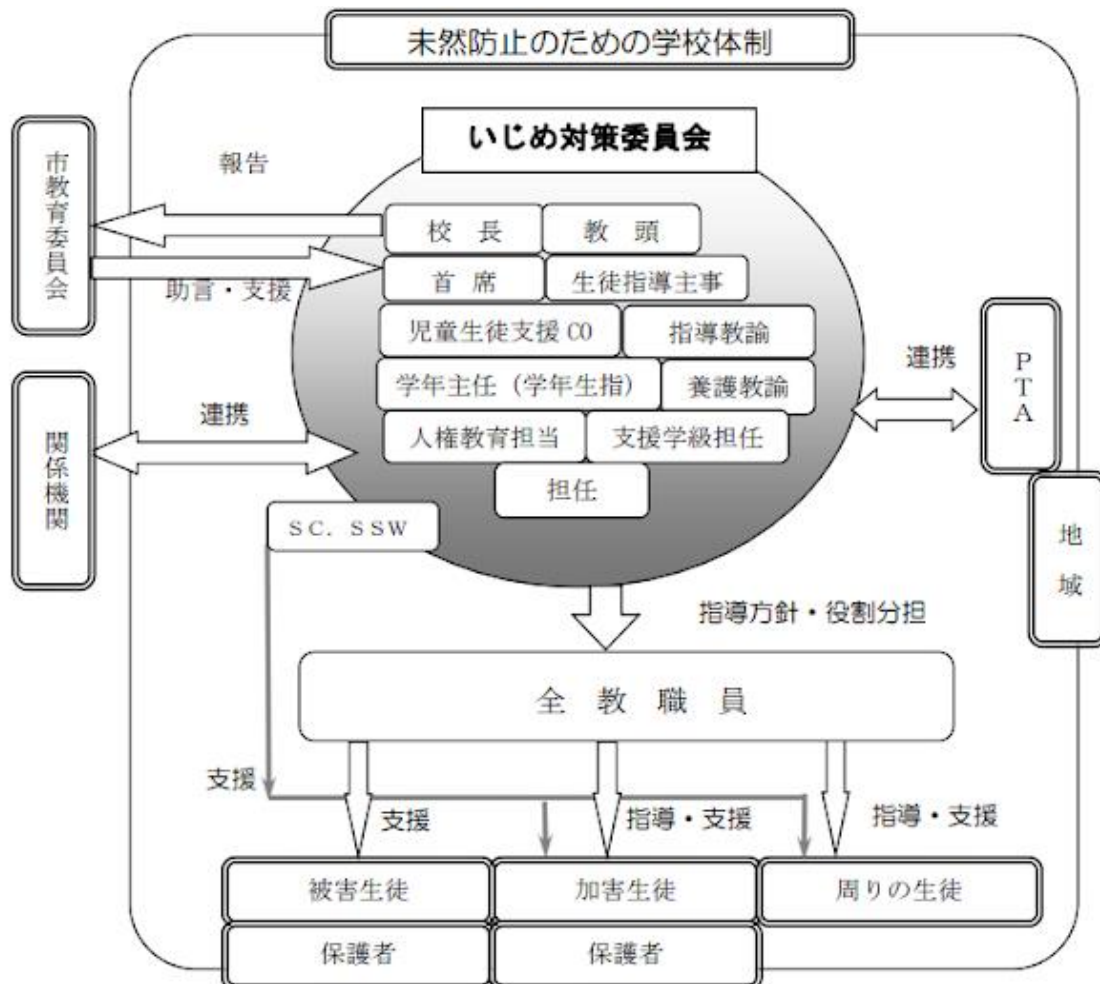 未然防止のための学校体制
いじめ対策委員会
市教育委員会
報告
助言・支援
校 長
教 頭
首 席
生徒指導主事
児童生徒支援 CO
指導教諭
学年主任(学年生指)
養護教諭
人権教育担当
支援学級担任
担任
SC．SSW
関係機関
連携
連携
PTA
地域
指導方針・役割分担
全 教 職 員
支援
支援
指導・支援
指導・支援
被害生徒
加害生徒
周りの生徒
保護者
保護者